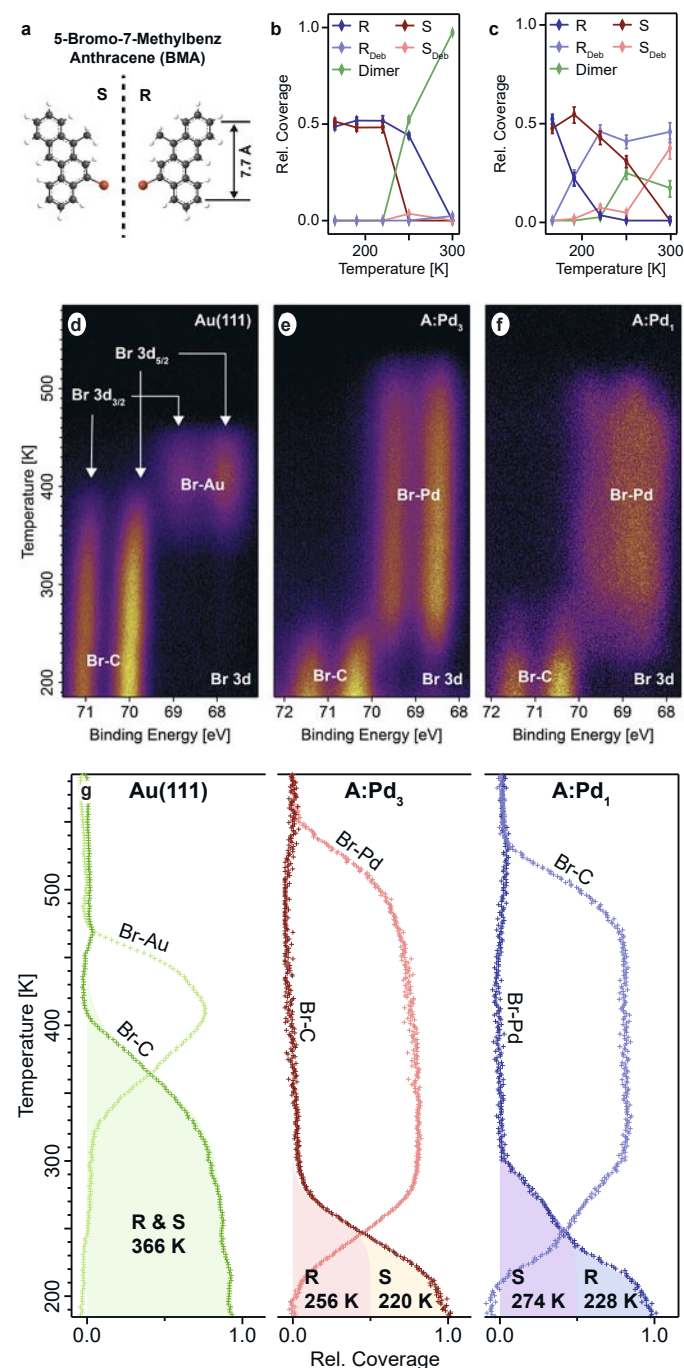 a
5-Bromo-7-Methylbenz
Anthracene (BMA)
S R
7.7 Å
b
R S
R_Deb S_Deb
Dimer
1.0
0.5
0.0
Rel. Coverage
200 300
Temperature [K]
c
R S
R_Deb S_Deb
Dimer
1.0
0.5
0.0
Rel. Coverage
200 300
Temperature [K]
d
Au(111)
Br 3d_5/2
Br 3d_3/2
Br-Au
Br-C
Br 3d
500
400
300
200
Temperature [K]
71 70 69 68
Binding Energy [eV]
e
A:Pd_3
Br-Pd
Br-C
Br 3d
72 71 70 69 68
Binding Energy [eV]
f
A:Pd_1
Br-Pd
Br-C
Br 3d
72 71 70 69 68
Binding Energy [eV]
g
Au(111)
Br-Au
Br-C
R & S
366 K
500
400
300
200
Temperature [K]
0.0 1.0
A:Pd_3
Br-Pd
Br-C
R S
256 K 220 K
0.0 1.0
A:Pd_1
Br-C
Br-Pd
S R
274 K 228 K
0.0 1.0
Rel. Coverage